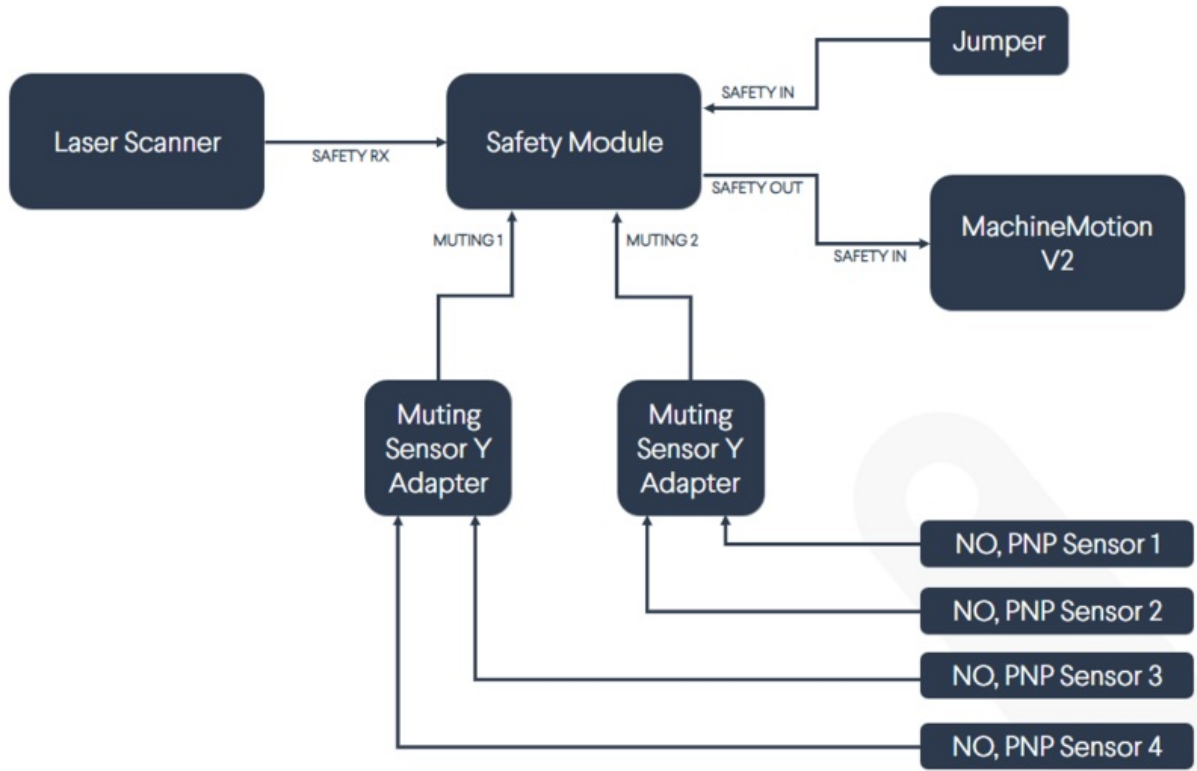 Jumper
SAFETY IN
Laser Scanner
SAFETY RX
Safety Module
SAFETY OUT
MachineMotion
V2
SAFETY IN
MUTING 1
MUTING 2
Muting
Sensor Y
Adapter
Muting
Sensor Y
Adapter
NO, PNP Sensor 1
NO, PNP Sensor 2
NO, PNP Sensor 3
NO, PNP Sensor 4